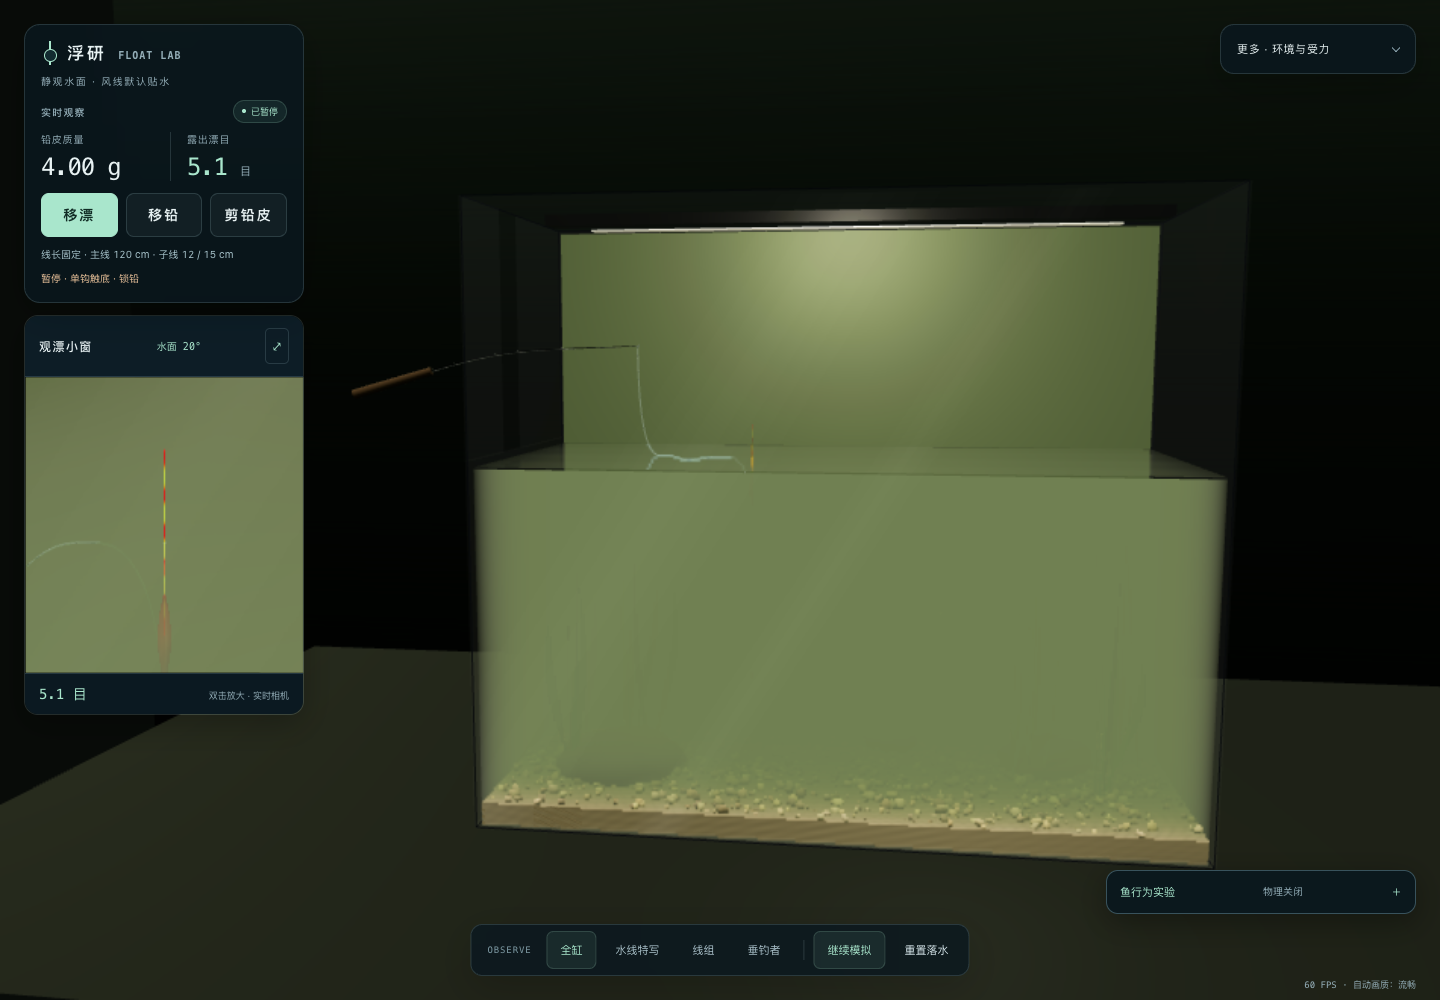 浮研 FLOAT LAB
静观水面 · 风线默认贴水
实时观察
已暂停
铅皮质量
4.00 g
露出漂目
5.1 目
移漂
移铅
剪铅皮
线长固定 · 主线 120 cm · 子线 12 / 15 cm
暂停 · 单钩触底 · 锁铅
观漂小窗
水面 20°
5.1 目
双击放大 · 实时相机
更多 · 环境与受力
鱼行为实验
物理关闭
+
OBSERVE
全缸
水线特写
线组
垂钓者
继续模拟
重置落水
60 FPS · 自动画质: 流畅